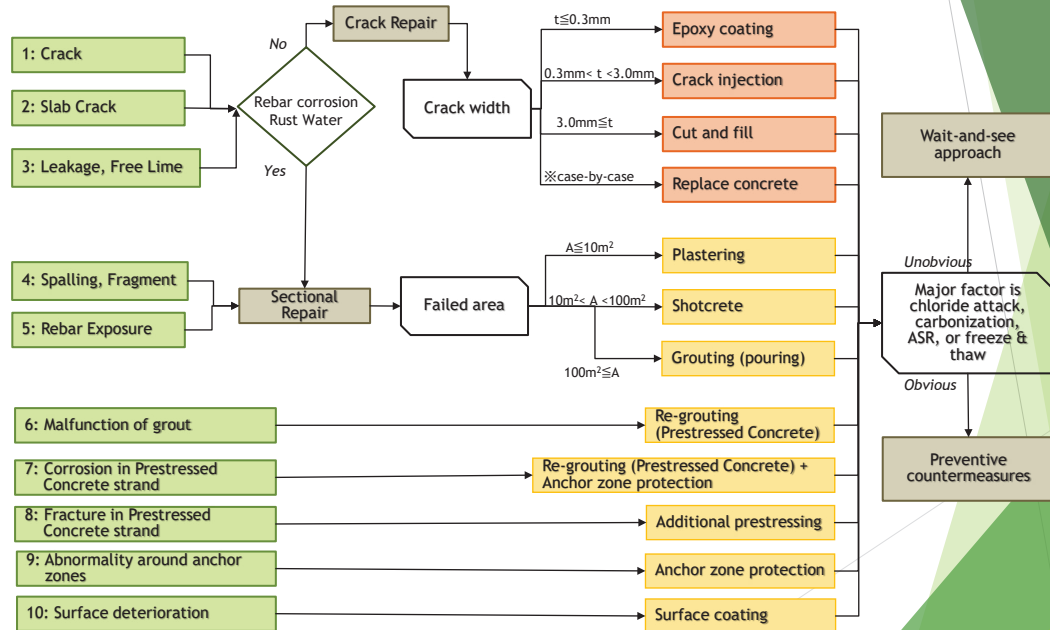 1: Crack
2: Slab Crack
3: Leakage, Free Lime
No
Rebar corrosion
Rust Water
Yes
Crack Repair
Crack width
t≦0.3mm
0.3mm< t <3.0mm
3.0mm≦t
※case-by-case
Epoxy coating
Crack injection
Cut and fill
Replace concrete
4: Spalling, Fragment
5: Rebar Exposure
Sectional
Repair
Failed area
A≦10m²
10m²< A <100m²
100m²≦A
Plastering
Shotcrete
Grouting (pouring)
6: Malfunction of grout
Re-grouting
(Prestressed Concrete)
7: Corrosion in Prestressed
Concrete strand
Re-grouting (Prestressed Concrete) +
Anchor zone protection
8: Fracture in Prestressed
Concrete strand
Additional prestressing
9: Abnormality around anchor
zones
Anchor zone protection
10: Surface deterioration
Surface coating
Wait-and-see
approach
Unobvious
Major factor is
chloride attack,
carbonization,
ASR, or freeze &
thaw
Obvious
Preventive
countermeasures